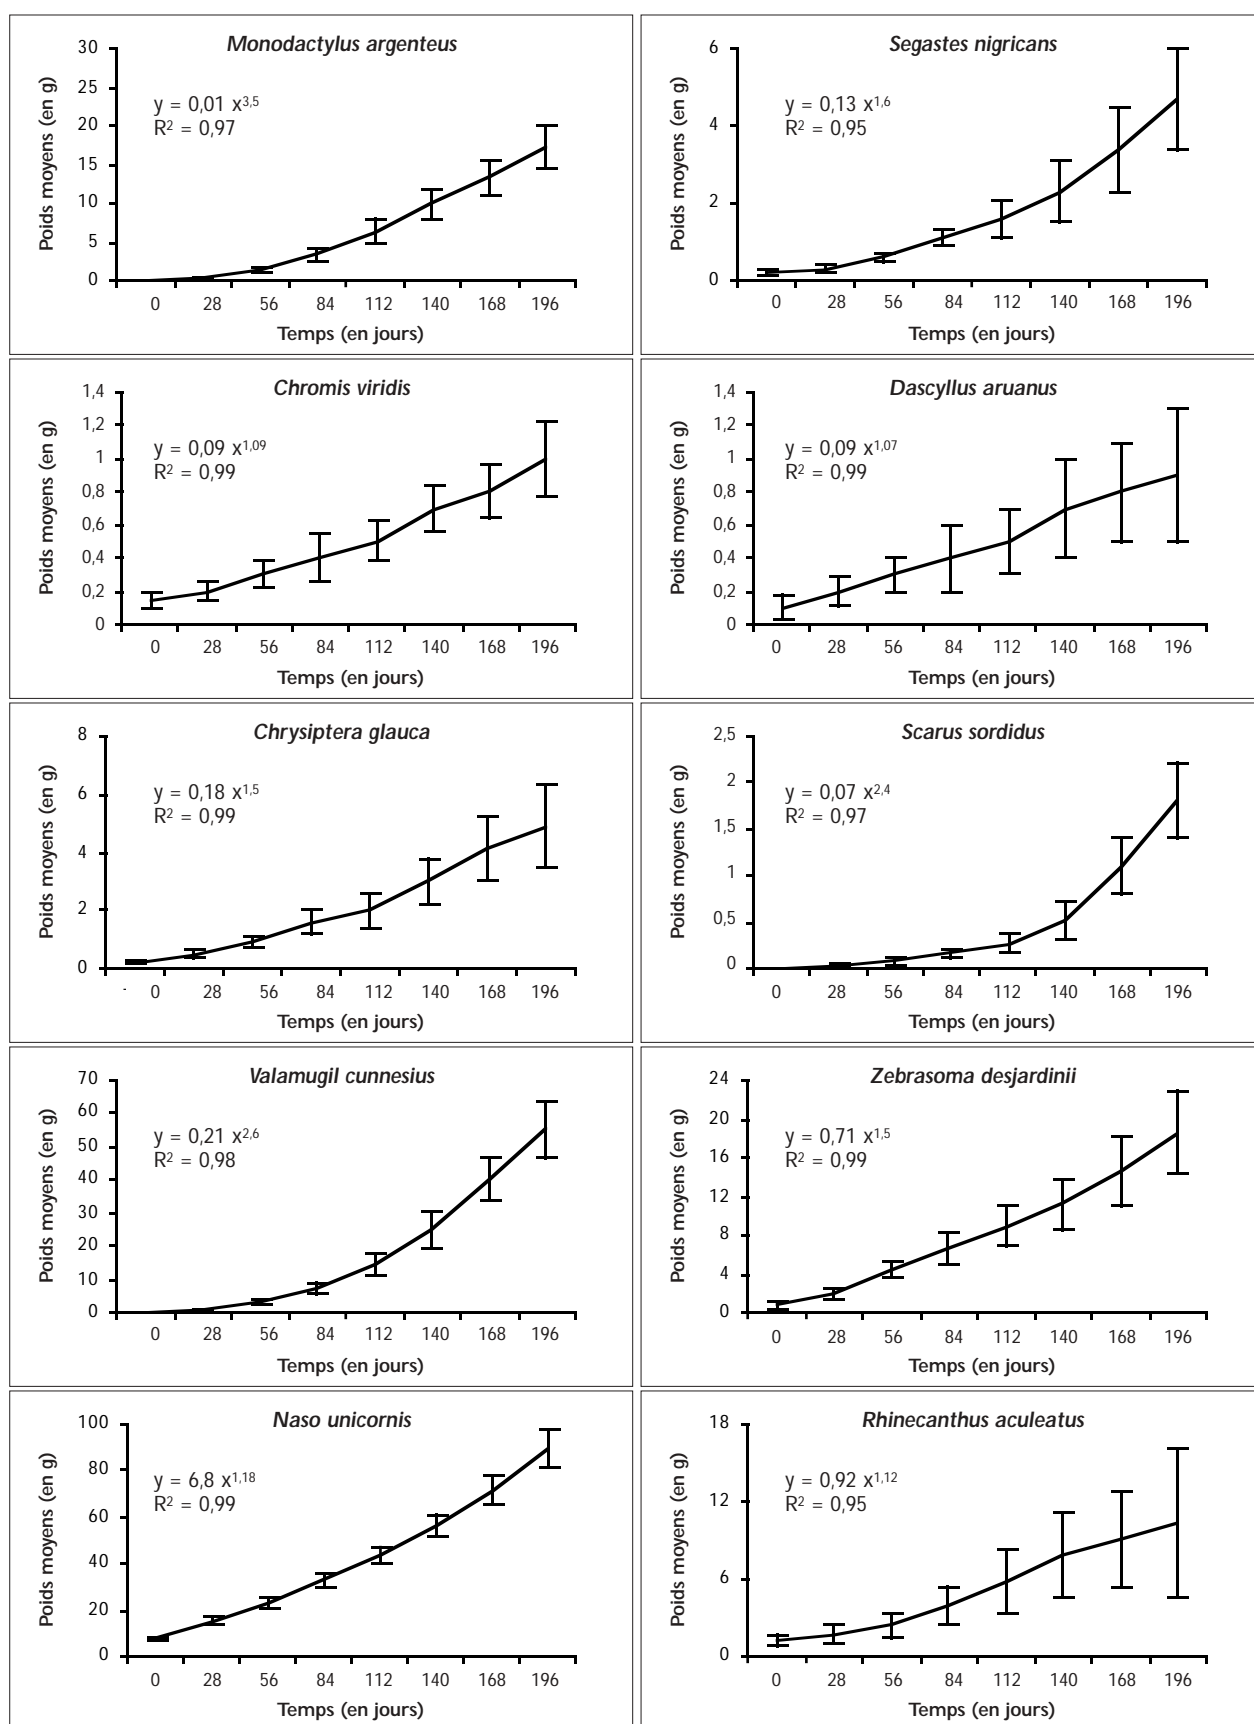 Monodactylus argenteus
Poids moyens (en g)
30
25
20
15
10
5
0
y = 0,01 x3,5
R2 = 0,97
0 28 56 84 112 140 168 196
Temps (en jours)
Segastes nigricans
Poids moyens (en g)
6
4
2
0
y = 0,13 x1,6
R2 = 0,95
0 28 56 84 112 140 168 196
Temps (en jours)
Chromis viridis
Poids moyens (en g)
1,4
1,2
1
0,8
0,6
0,4
0,2
0
y = 0,09 x1,09
R2 = 0,99
0 28 56 84 112 140 168 196
Temps (en jours)
Dascyllus aruanus
Poids moyens (en g)
1,4
1,2
1
0,8
0,6
0,4
0,2
0
y = 0,09 x1,07
R2 = 0,99
0 28 56 84 112 140 168 196
Temps (en jours)
Chrysiptera glauca
Poids moyens (en g)
8
6
4
2
0
y = 0,18 x1,5
R2 = 0,99
- 0 28 56 84 112 140 168 196
Temps (en jours)
Scarus sordidus
Poids moyens (en g)
2,5
2
1,5
1
0,5
0
y = 0,07 x2,4
R2 = 0,97
0 28 56 84 112 140 168 196
Temps (en jours)
Valamugil cunnesius
Poids moyens (en g)
70
60
50
40
30
20
10
0
y = 0,21 x2,6
R2 = 0,98
0 28 56 84 112 140 168 196
Temps (en jours)
Zebrasoma desjardinii
Poids moyens (en g)
24
20
16
12
8
4
0
y = 0,71 x1,5
R2 = 0,99
0 28 56 84 112 140 168 196
Temps (en jours)
Naso unicornis
Poids moyens (en g)
100
80
60
40
20
0
y = 6,8 x1,18
R2 = 0,99
0 28 56 84 112 140 168 196
Temps (en jours)
Rhinecanthus aculeatus
Poids moyens (en g)
18
12
6
0
y = 0,92 x1,12
R2 = 0,95
0 28 56 84 112 140 168 196
Temps (en jours)